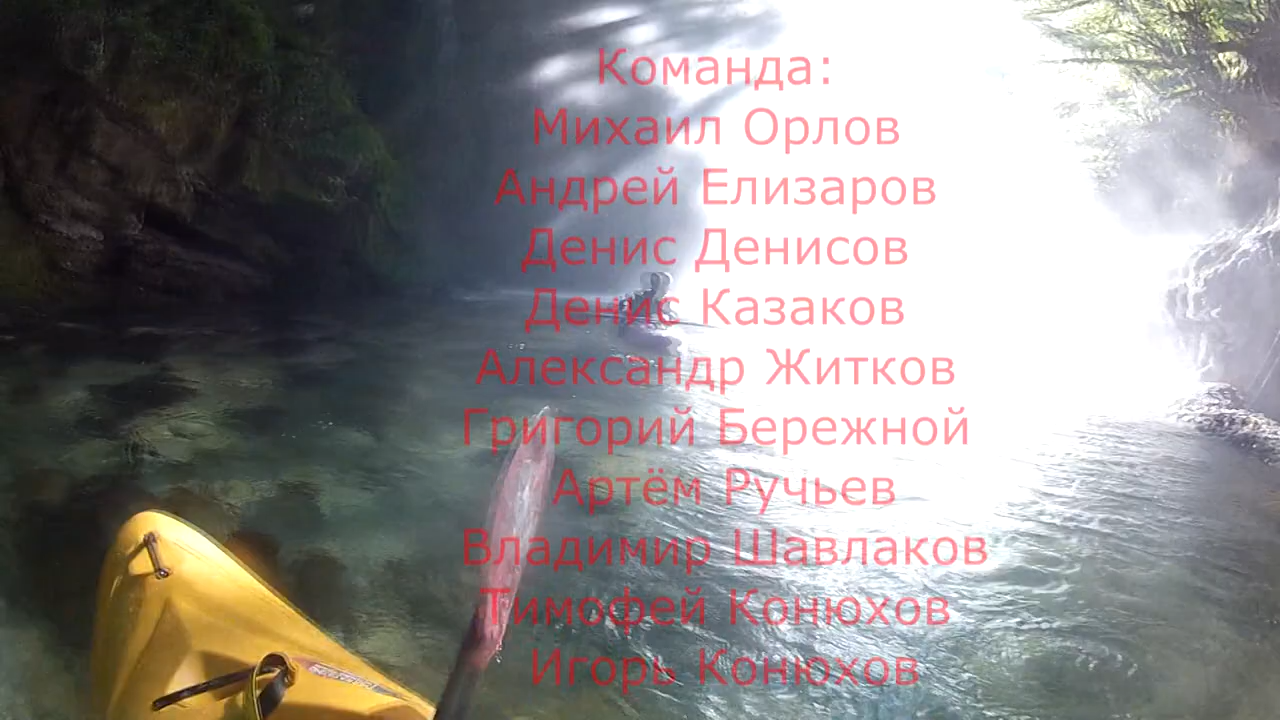 Команда:
Михаил Орлов
Андрей Елизаров
Денис Денисов
Денис Казаков
Александр Житков
Григорий Бережной
Артём Ручьев
Владимир Шавлаков
Тимофей Конюхов
Игорь Конюхов